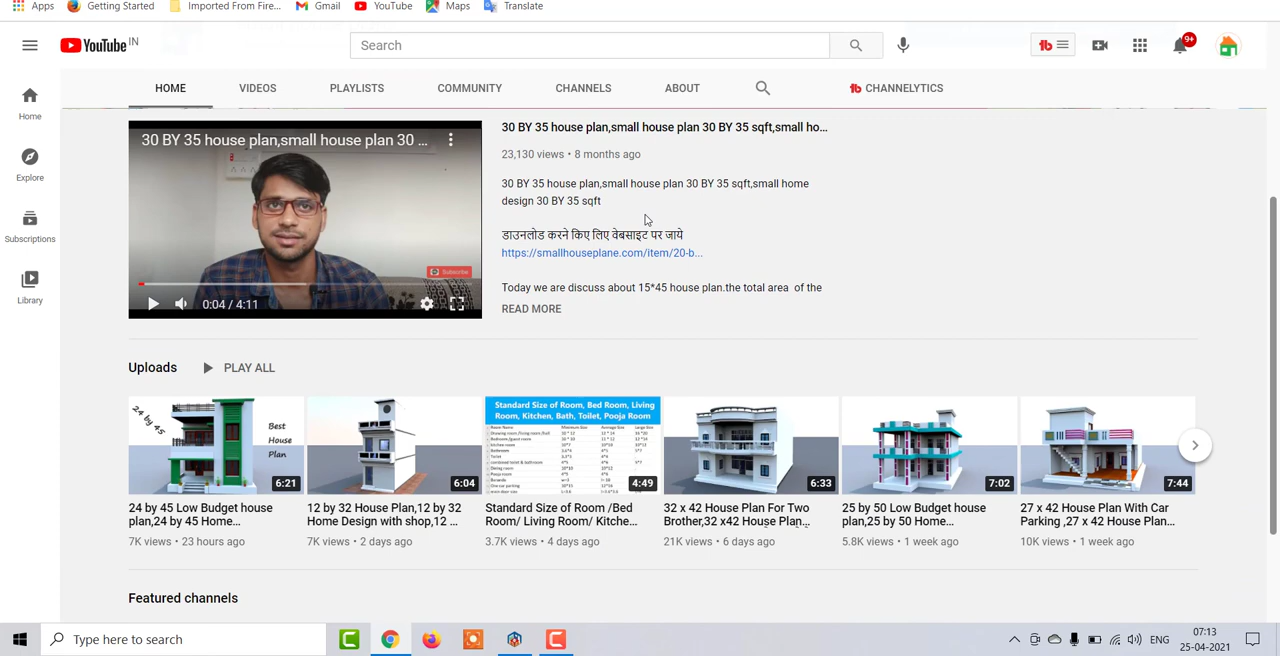 Apps Getting Started Imported From Fire... Gmail YouTube Maps Translate
YouTube IN Search 9+
HOME VIDEOS PLAYLISTS COMMUNITY CHANNELS ABOUT CHANNELYTICS
Home
Explore
Subscriptions
Library
30 BY 35 house plan,small house plan 30 ...
Subscribe
0:04 / 4:11
30 BY 35 house plan,small house plan 30 BY 35 sqft,small ho...
23,130 views • 8 months ago
30 BY 35 house plan,small house plan 30 BY 35 sqft,small home
design 30 BY 35 sqft
डाउनलोड करने किए लिए वेबसाइट पर जाये
https://smallhouseplane.com/item/20-b...
Today we are discuss about 15*45 house plan.the total area of the
READ MORE
Uploads PLAY ALL
24 by 45
Best
House
Plan
6:21
24 by 45 Low Budget house
plan,24 by 45 Home...
7K views • 23 hours ago
6:04
12 by 32 House Plan,12 by 32
Home Design with shop,12 ...
7K views • 2 days ago
Standard Size of Room, Bed Room, Living
Room, Kitchen, Bath, Toilet, Pooja Room
4:49
Standard Size of Room /Bed
Room/ Living Room/ Kitche...
3.7K views • 4 days ago
6:33
32 x 42 House Plan For Two
Brother,32 x42 House Plan...
21K views • 6 days ago
7:02
25 by 50 Low Budget house
plan,25 by 50 Home...
5.8K views • 1 week ago
7:44
27 x 42 House Plan With Car
Parking ,27 x 42 House Plan...
10K views • 1 week ago
Featured channels
Type here to search
ENG
07:13
25-04-2021